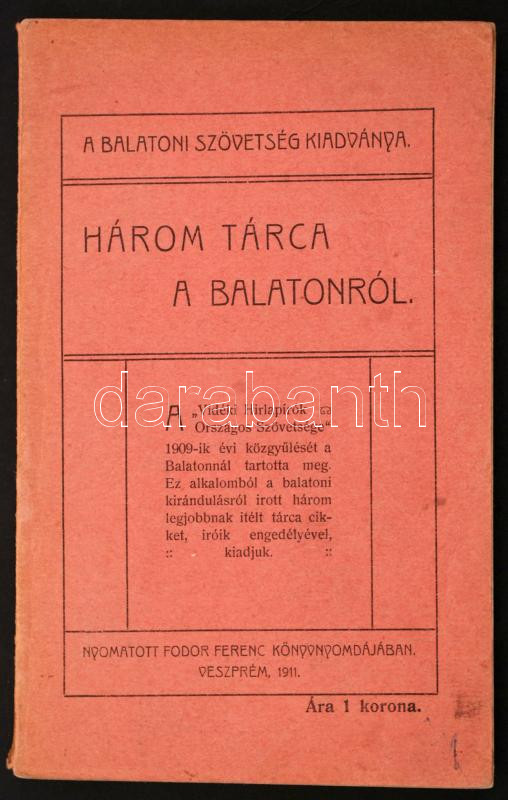 A BALATONI SZÖVETSÉG KIADVÁNYA.
HÁROM TÁRCA
A BALATONRÓL.
A „Vidéki Hirlapirók
Országos Szövetsége"
1909-ik évi közgyűlését a
Balatonnál tartotta meg.
Ez alkalomból a balatoni
kirándulásról irott három
legjobbnak itélt tárca cik-
ket, iróik engedélyével,
:: kiadjuk. ::
darabanth
NYOMATOTT FODOR FERENC KÖNYVNYOMDÁJÁBAN.
VESZPRÉM, 1911.
Ára 1 korona.